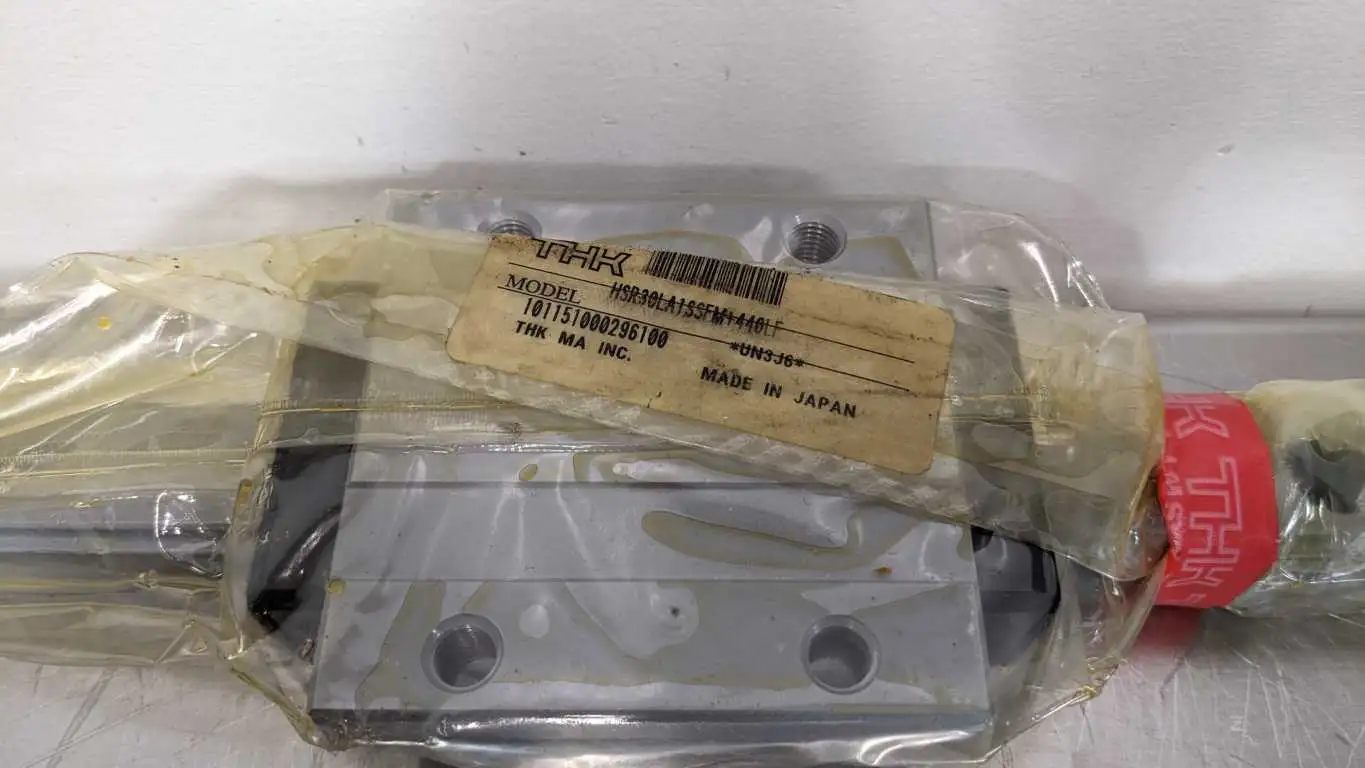 THK
MODEL HSR30LA1SSFM+440LF
101151000296100 *UN3J6*
THK MA INC.
MADE IN JAPAN
THK